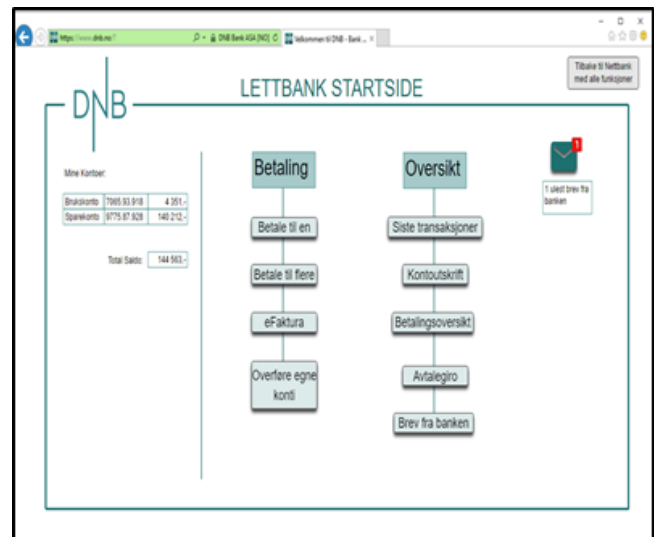 https://www.dnb.no/?
DNB Bank ASA [NO]
Velkommen til DNB - Bank ...
Tilbake til Nettbank
med alle funksjoner
DNB
LETTBANK STARTSIDE
Mine Kontoer:
Brukskonto 7065.93.918 4 351,-
Sparekonto 9775.87.928 140 212,-
Total Saldo: 144 563,-
Betaling
Betale til en
Betale til flere
eFaktura
Overføre egne
konti
Oversikt
Siste transaksjoner
Kontoutskrift
Betalingsoversikt
Avtalegiro
Brev fra banken
1
1 ulest brev fra
banken